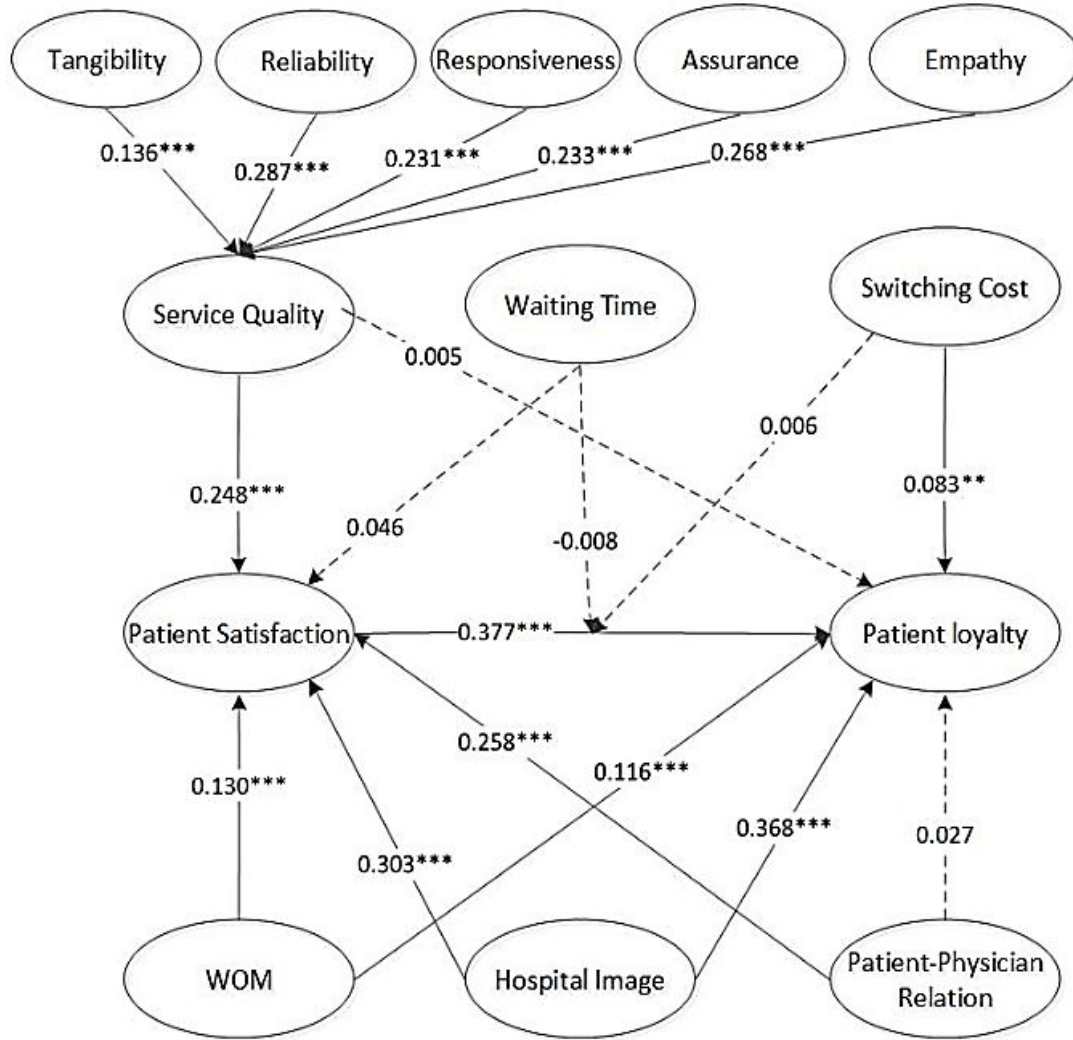 Tangibility
Reliability
Responsiveness
Assurance
Empathy
0.136***
0.287***
0.231***
0.233***
0.268***
Service Quality
Waiting Time
Switching Cost
0.005
0.006
0.248***
0.046
-0.008
0.083**
Patient Satisfaction
0.377***
Patient loyalty
0.258***
0.116***
0.130***
0.303***
0.368***
0.027
WOM
Hospital Image
Patient-Physician
Relation